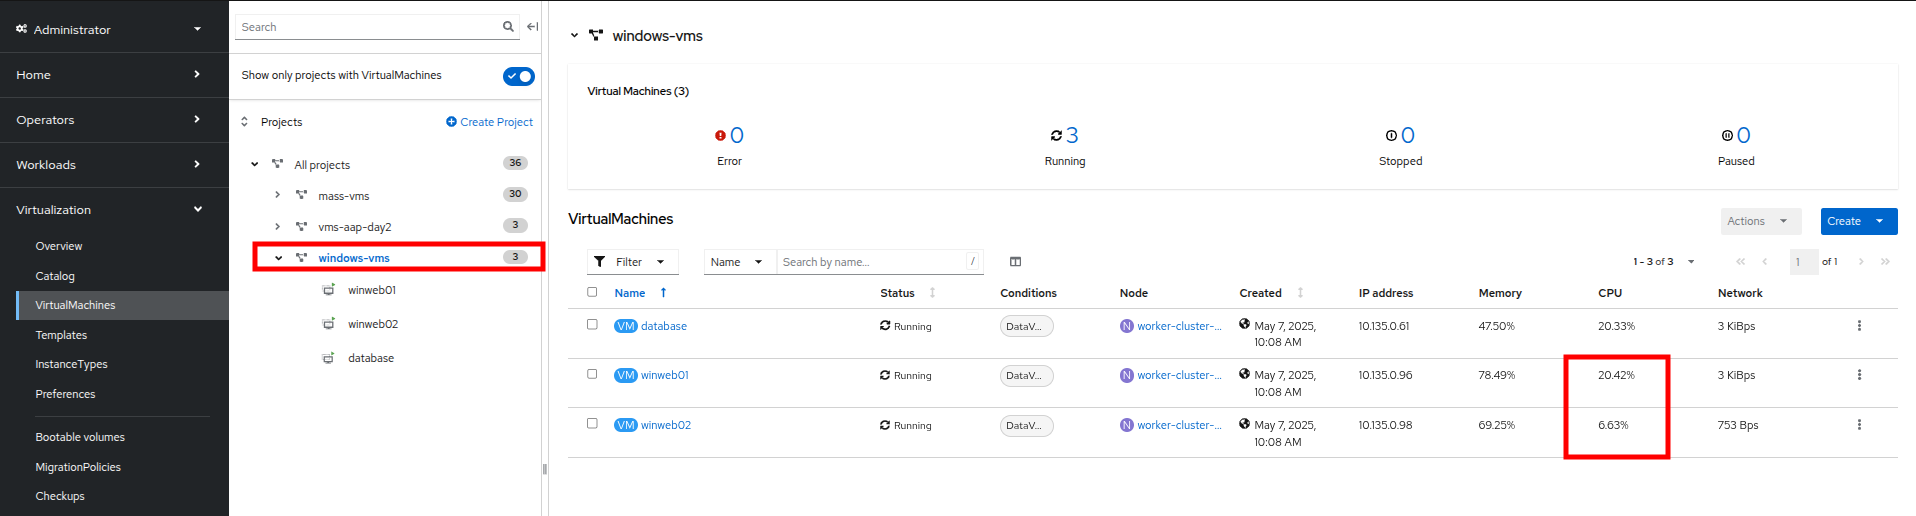 Administrator
Home
Operators
Workloads
Virtualization
Overview
Catalog
VirtualMachines
Templates
InstanceTypes
Preferences
Bootable volumes
MigrationPolicies
Checkups
Search
Show only projects with VirtualMachines
Projects Create Project
All projects 36
mass-vms 30
vms-aap-day2 3
windows-vms 3
winweb01
winweb02
database
windows-vms
Virtual Machines (3)
0 3 0 0
Error Running Stopped Paused
VirtualMachines Actions Create
Filter Name Search by name... / 1 - 3 of 3 1 of 1
Name Status Conditions Node Created IP address Memory CPU Network
VM database Running DataV... N worker-cluster-... May 7, 2025, 10.135.0.61 47.50% 20.33% 3 KiBps
10:08 AM
VM winweb01 Running DataV... N worker-cluster-... May 7, 2025, 10.135.0.96 78.49% 20.42% 3 KiBps
10:08 AM
VM winweb02 Running DataV... N worker-cluster-... May 7, 2025, 10.135.0.98 69.25% 6.63% 753 Bps
10:08 AM